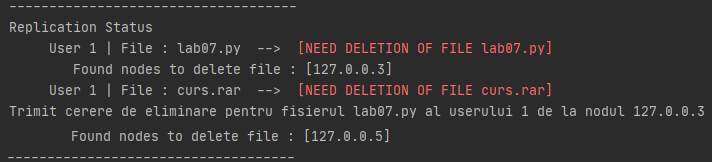 ------------------------------------
Replication Status
User 1 | File : lab07.py  -->  [NEED DELETION OF FILE lab07.py]
Found nodes to delete file : [127.0.0.3]
User 1 | File : curs.rar  -->  [NEED DELETION OF FILE curs.rar]
Trimit cerere de eliminare pentru fisierul lab07.py al userului 1 de la nodul 127.0.0.3
Found nodes to delete file : [127.0.0.5]
------------------------------------